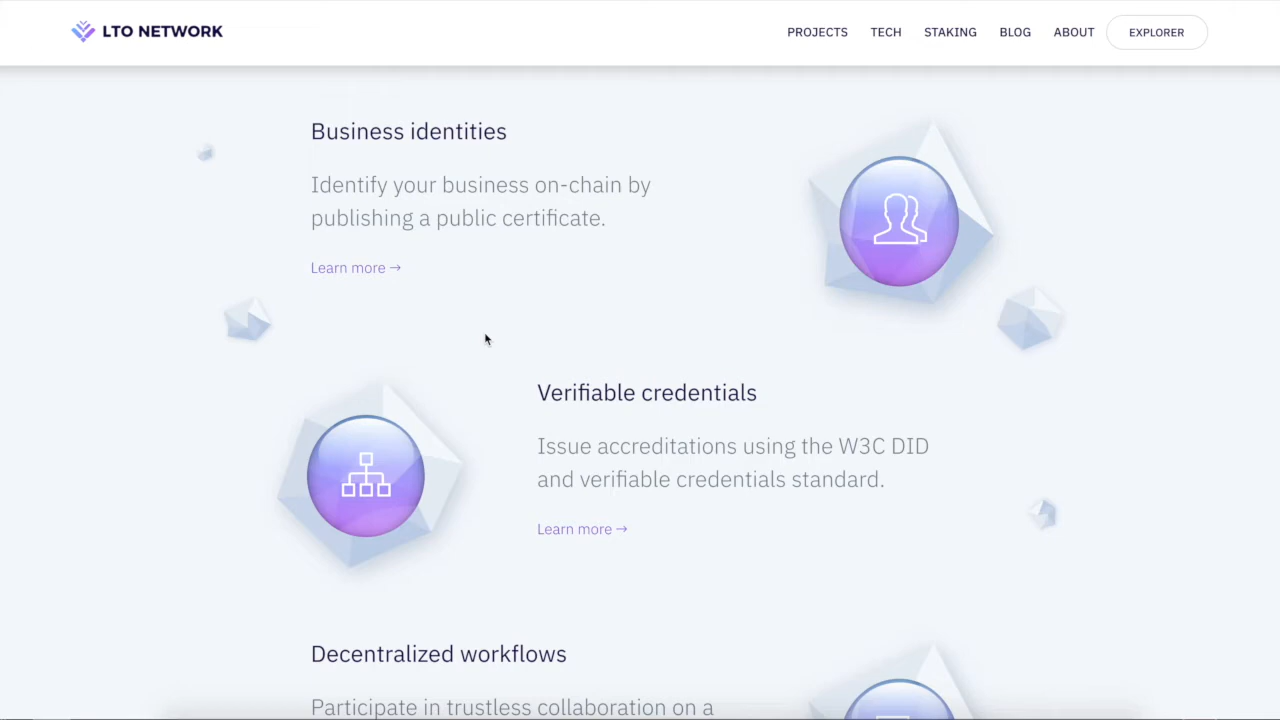 LTO NETWORK
PROJECTS TECH STAKING BLOG ABOUT EXPLORER
Business identities
Identify your business on-chain by
publishing a public certificate.
Learn more →
Verifiable credentials
Issue accreditations using the W3C DID
and verifiable credentials standard.
Learn more →
Decentralized workflows
Participate in trustless collaboration on a